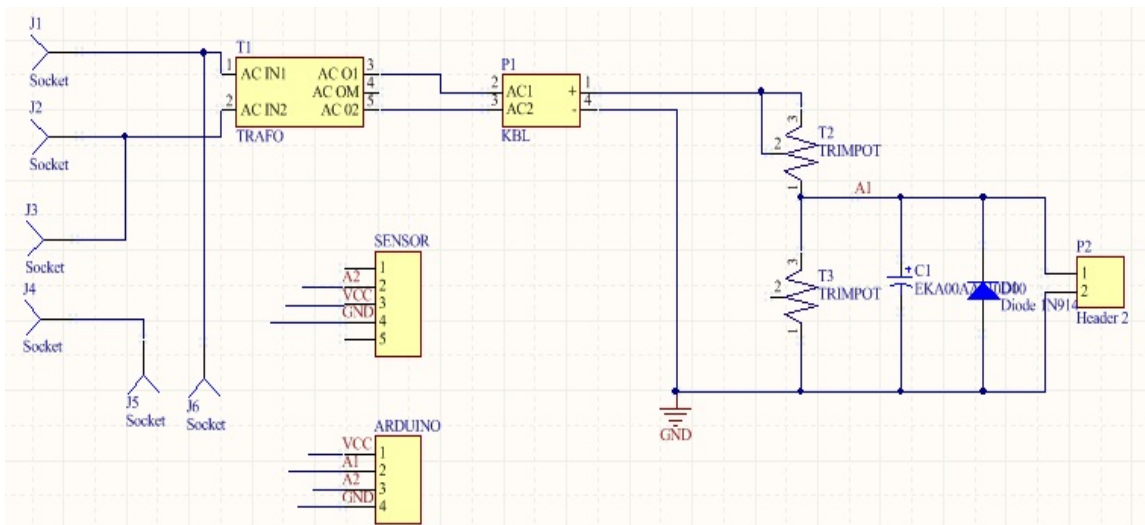 J1
Socket
J2
Socket
J3
Socket
J4
Socket
J5
Socket
J6
Socket
T1
1 AC IN1 AC O1 3
AC OM 4
2 AC IN2 AC 02 5
TRAFO
P1
2 AC1 + 1
3 AC2 - 4
KBL
3
2
1
T2
TRIMPOT
A1
3
2
1
T3
TRIMPOT
+
C1
D1
Diode 1N914
P2
1
2
Header 2
GND
SENSOR
1
A2 2
VCC 3
GND 4
5
ARDUINO
VCC 1
A1 2
A2 3
GND 4